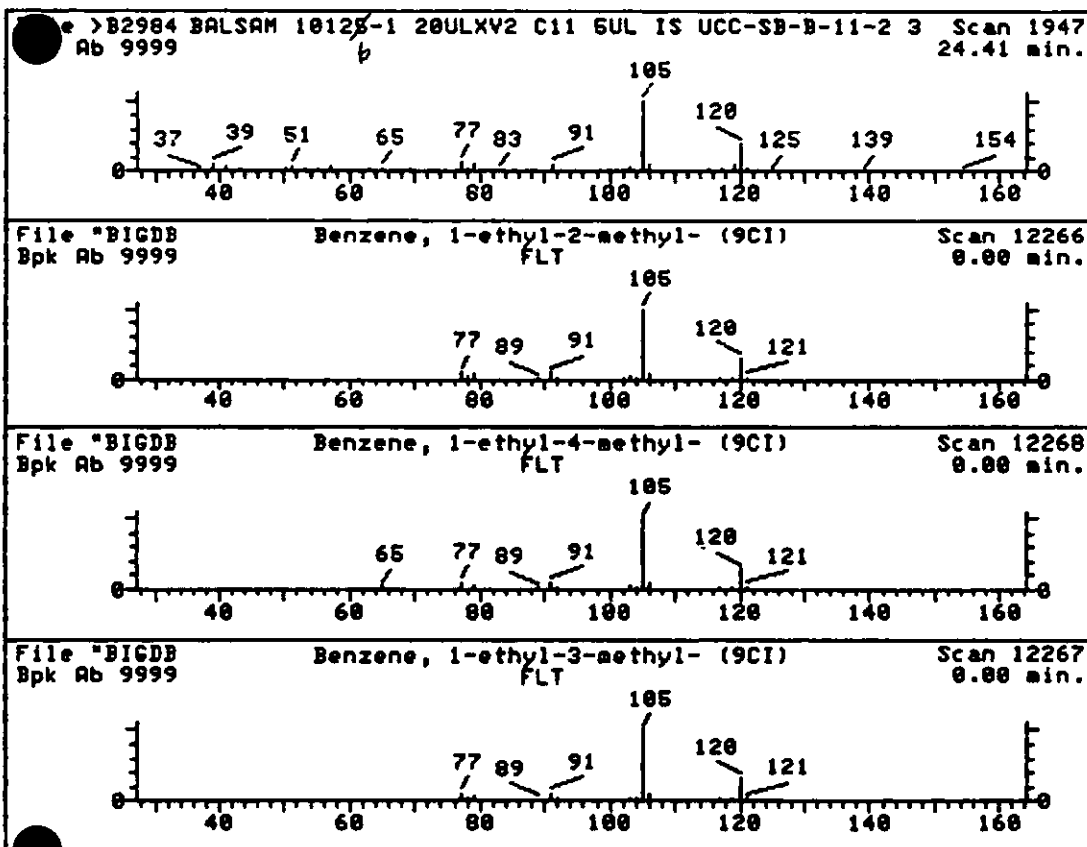 e >B2984 BALSAM 10125-1 20ULXV2 C11 5UL IS UCC-SB-B-11-2 3 Scan 1947
Ab 9999 6 24.41 min.
105
120
37 39 51 65 77 83 91 125 139 154
0 0
40 60 80 100 120 140 160
File "BIGDB Benzene, 1-ethyl-2-methyl- (9CI) Scan 12266
Bpk Ab 9999 FLT 0.00 min.
105
77 89 91 120 121
0 0
40 60 80 100 120 140 160
File "BIGDB Benzene, 1-ethyl-4-methyl- (9CI) Scan 12268
Bpk Ab 9999 FLT 0.00 min.
105
65 77 89 91 120 121
0 0
40 60 80 100 120 140 160
File "BIGDB Benzene, 1-ethyl-3-methyl- (9CI) Scan 12267
Bpk Ab 9999 FLT 0.00 min.
105
77 89 91 120 121
0 0
40 60 80 100 120 140 160